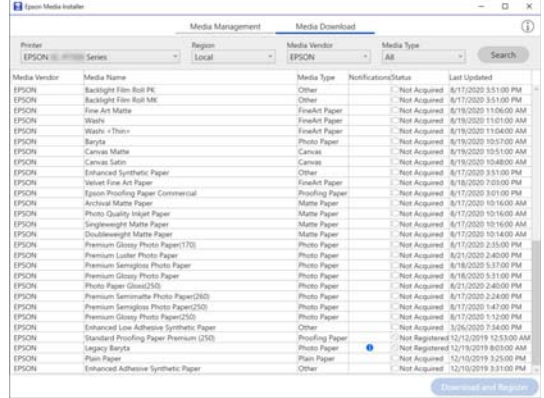 Epson Media Installer
Media Management Media Download
Printer Region Media Vendor Media Type
EPSON Series Local EPSON All Search
Media Vendor Media Name Media Type Notifications Status Last Updated
EPSON Backlight Film Roll PK Other Not Acquired 8/17/2020 3:51:00 PM
EPSON Backlight Film Roll MK Other Not Acquired 8/17/2020 3:51:00 PM
EPSON Fine Art Matte FineArt Paper Not Acquired 8/19/2020 11:06:00 AM
EPSON Washi FineArt Paper Not Acquired 8/19/2020 11:01:00 AM
EPSON Washi <Thin> FineArt Paper Not Acquired 8/19/2020 11:04:00 AM
EPSON Baryta Photo Paper Not Acquired 8/19/2020 10:57:00 AM
EPSON Canvas Matte Canvas Not Acquired 8/19/2020 10:51:00 AM
EPSON Canvas Satin Canvas Not Acquired 8/19/2020 10:48:00 AM
EPSON Enhanced Synthetic Paper Other Not Acquired 8/17/2020 3:51:00 PM
EPSON Velvet Fine Art Paper FineArt Paper Not Acquired 8/18/2020 7:03:00 PM
EPSON Epson Proofing Paper Commercial Proofing Paper Not Acquired 8/17/2020 3:01:00 PM
EPSON Archival Matte Paper Matte Paper Not Acquired 8/17/2020 10:16:00 AM
EPSON Photo Quality Inkjet Paper Matte Paper Not Acquired 8/17/2020 10:16:00 AM
EPSON Singleweight Matte Paper Matte Paper Not Acquired 8/17/2020 10:16:00 AM
EPSON Doubleweight Matte Paper Matte Paper Not Acquired 8/17/2020 10:14:00 AM
EPSON Premium Glossy Photo Paper(170) Photo Paper Not Acquired 8/17/2020 2:35:00 PM
EPSON Premium Luster Photo Paper Photo Paper Not Acquired 8/21/2020 2:40:00 PM
EPSON Premium Semigloss Photo Paper Photo Paper Not Acquired 8/18/2020 5:37:00 PM
EPSON Premium Glossy Photo Paper Photo Paper Not Acquired 8/18/2020 5:31:00 PM
EPSON Photo Paper Gloss(250) Photo Paper Not Acquired 8/21/2020 2:40:00 PM
EPSON Premium Semimatte Photo Paper(260) Photo Paper Not Acquired 8/17/2020 2:24:00 PM
EPSON Premium Semigloss Photo Paper(250) Photo Paper Not Acquired 8/17/2020 1:47:00 PM
EPSON Premium Glossy Photo Paper(250) Photo Paper Not Acquired 8/17/2020 1:12:00 PM
EPSON Enhanced Low Adhesive Synthetic Paper Other Not Acquired 3/26/2020 7:34:00 PM
EPSON Standard Proofing Paper Premium (250) Proofing Paper Not Registered 12/12/2019 12:53:00 AM
EPSON Legacy Baryta Photo Paper Not Registered 12/19/2019 8:03:00 AM
EPSON Plain Paper Plain Paper Not Acquired 12/10/2019 3:25:00 PM
EPSON Enhanced Adhesive Synthetic Paper Other Not Acquired 12/10/2019 3:31:00 PM
Download and Register